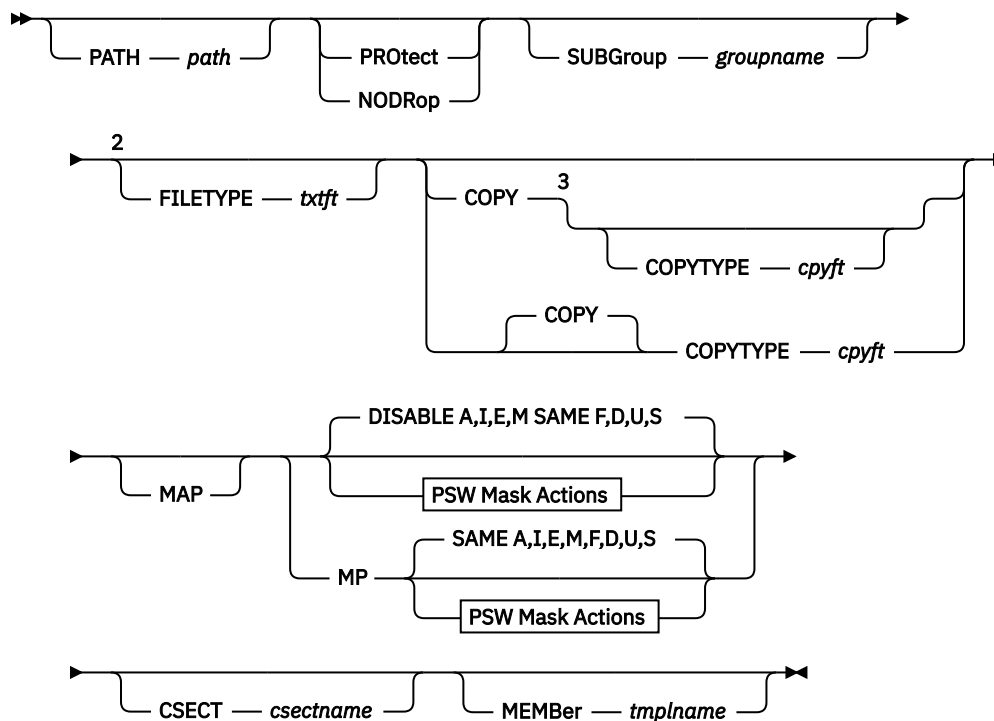 PATH path PROtect SUBGroup groupname
NODRop
2
FILETYPE txtft COPY 3
COPYTYPE cpyft
COPY
COPYTYPE cpyft
DISABLE A,I,E,M SAME F,D,U,S
MAP PSW Mask Actions
SAME A,I,E,M,F,D,U,S
MP
PSW Mask Actions
CSECT csectname MEMBer tmplname